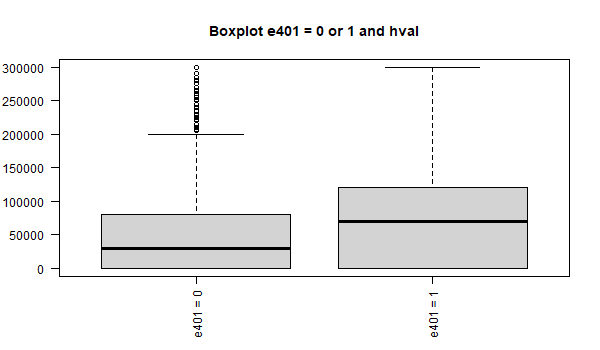 Boxplot e401 = 0 or 1 and hval
300000
250000
200000
150000
100000
50000
0
e401 = 0
e401 = 1